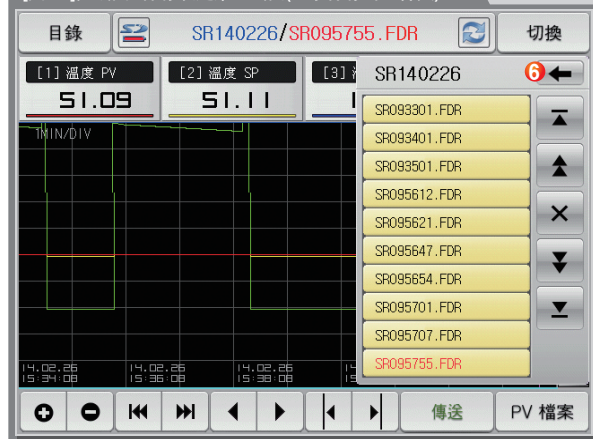 目錄
SR140226/SR095755.FDR
切換
[1] 溫度 PV
[2] 溫度 SP
[3]
51.09
51.11
1MIN/DIV
14.02.26
15:34:08
14.02.26
15:36:08
14.02.26
15:38:08
SR140226
6
SR093301.FDR
SR093401.FDR
SR093501.FDR
SR095612.FDR
SR095621.FDR
SR095647.FDR
SR095654.FDR
SR095701.FDR
SR095707.FDR
SR095755.FDR
傳送
PV 檔案